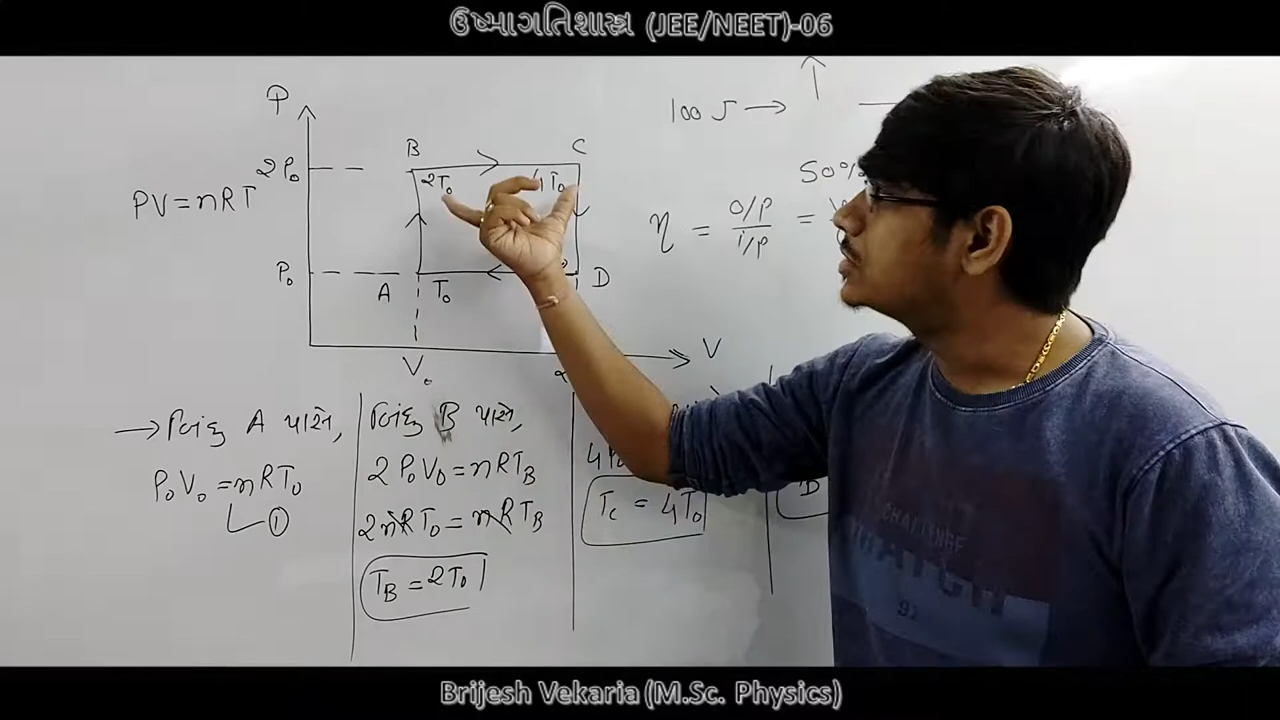 ઉષ્માગતિશાસ્ત્ર (JEE/NEET)-06
P
100 J →
2P₀
B
C
2T₀
4T₀
50%
PV = nRT
η = O/P / i/P =
P₀
A
T₀
D
V
V₀
→ બિંદુ A પાસે,
P₀V₀ = nRT₀
①
બિંદુ B પાસે,
2P₀V₀ = nRT_B
2nRT₀ = nRT_B
T_B = 2T₀
T_c = 4T₀
Brijesh Vekaria (M.Sc. Physics)